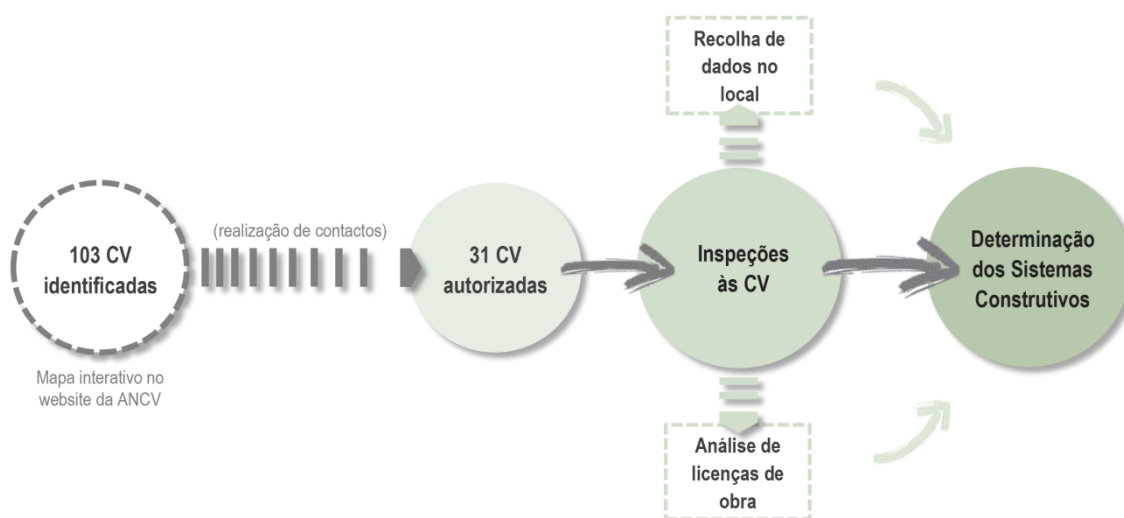 103 CV
identificadas
Mapa interativo no
website da ANCV
(realização de contactos)
31 CV
autorizadas
Recolha de
dados no
local
Inspeções
às CV
Análise de
licenças de
obra
Determinação
dos Sistemas
Construtivos